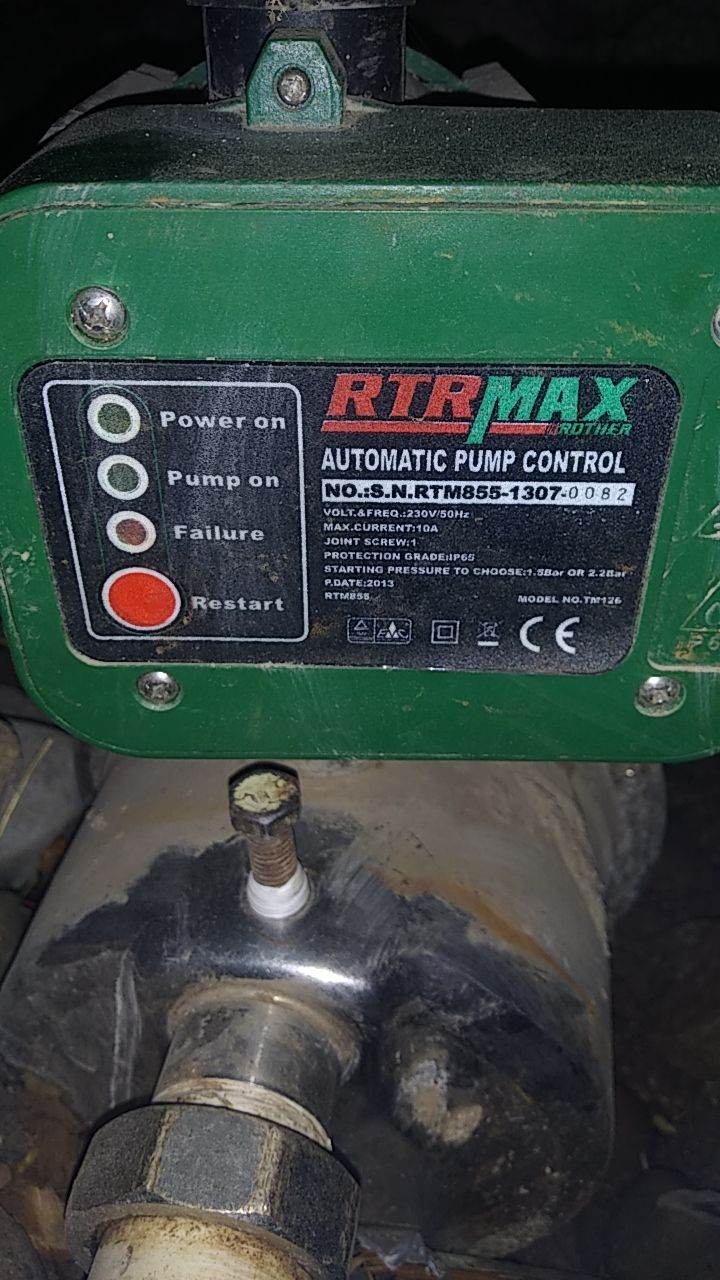 Power on
Pump on
Failure
Restart
RTRMAX
ROTHER
AUTOMATIC PUMP CONTROL
NO.:S.N.RTM855-1307-0082
VOLT.&FREQ.:230V/50Hz
MAX.CURRENT:10A
JOINT SCREW:1
PROTECTION GRADE:IP65
STARTING PRESSURE TO CHOOSE:1.5Bar OR 2.2Bar
P.DATE:2013
RTM855
MODEL NO.TM126
EMC
CE